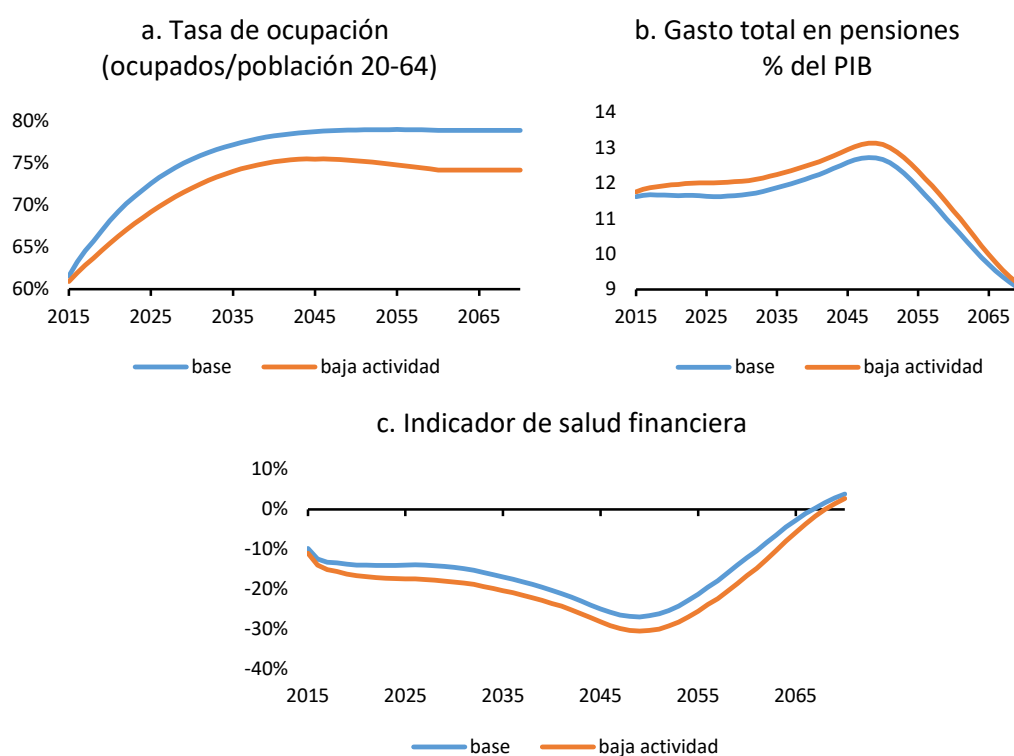 a. Tasa de ocupación
(ocupados/población 20-64)
80%
75%
70%
65%
60%
2015 2025 2035 2045 2055 2065
base baja actividad
b. Gasto total en pensiones
% del PIB
14
13
12
11
10
9
2015 2025 2035 2045 2055 2065
base baja actividad
c. Indicador de salud financiera
10%
0%
-10%
-20%
-30%
-40%
2015 2025 2035 2045 2055 2065
base baja actividad